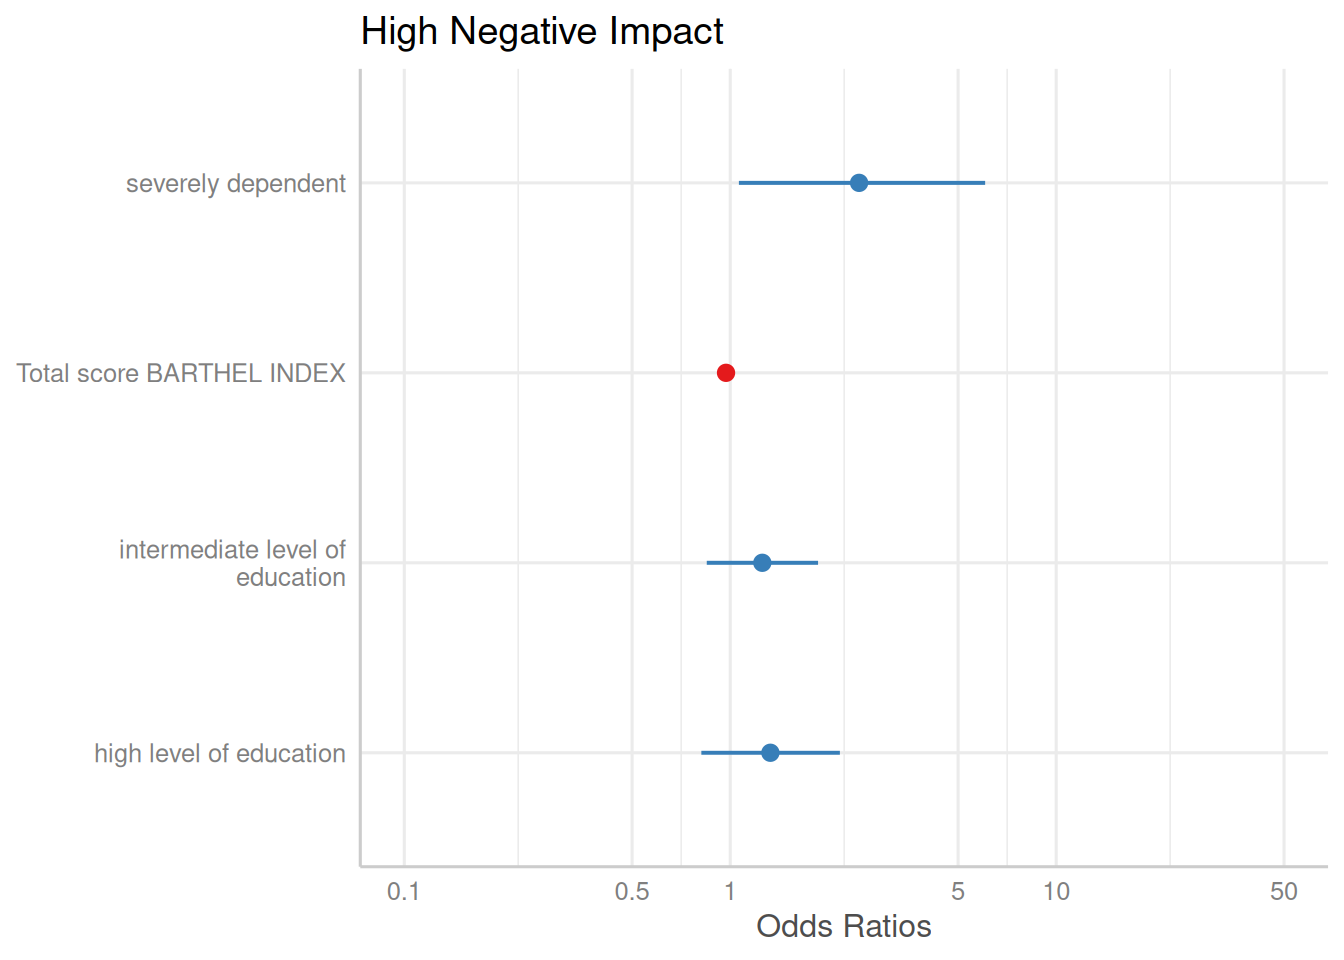 High Negative Impact
severely dependent
Total score BARTHEL INDEX
intermediate level of
education
high level of education
0.1 0.5 1 5 10 50
Odds Ratios